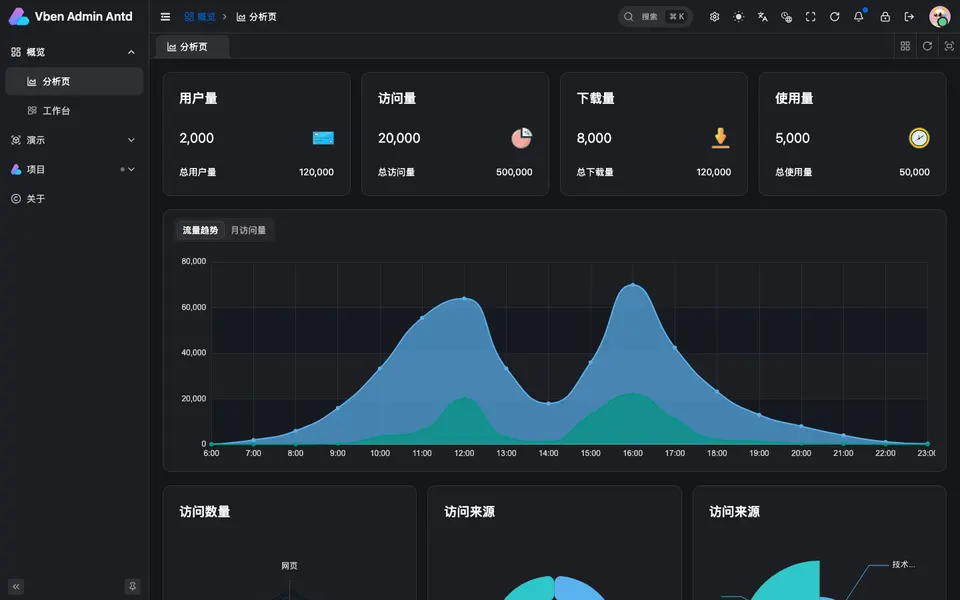 Vben Admin Antd
概览
分析页
搜索
⌘ K
概览
分析页
工作台
演示
项目
关于
分析页
用户量
2,000
总用户量
120,000
访问量
20,000
总访问量
500,000
下载量
8,000
总下载量
120,000
使用量
5,000
总使用量
50,000
流量趋势
月访问量
80,000
60,000
40,000
20,000
0
6:00 7:00 8:00 9:00 10:00 11:00 12:00 13:00 14:00 15:00 16:00 17:00 18:00 19:00 20:00 21:00 22:00 23:00
访问数量
网页
访问来源
访问来源
技术...